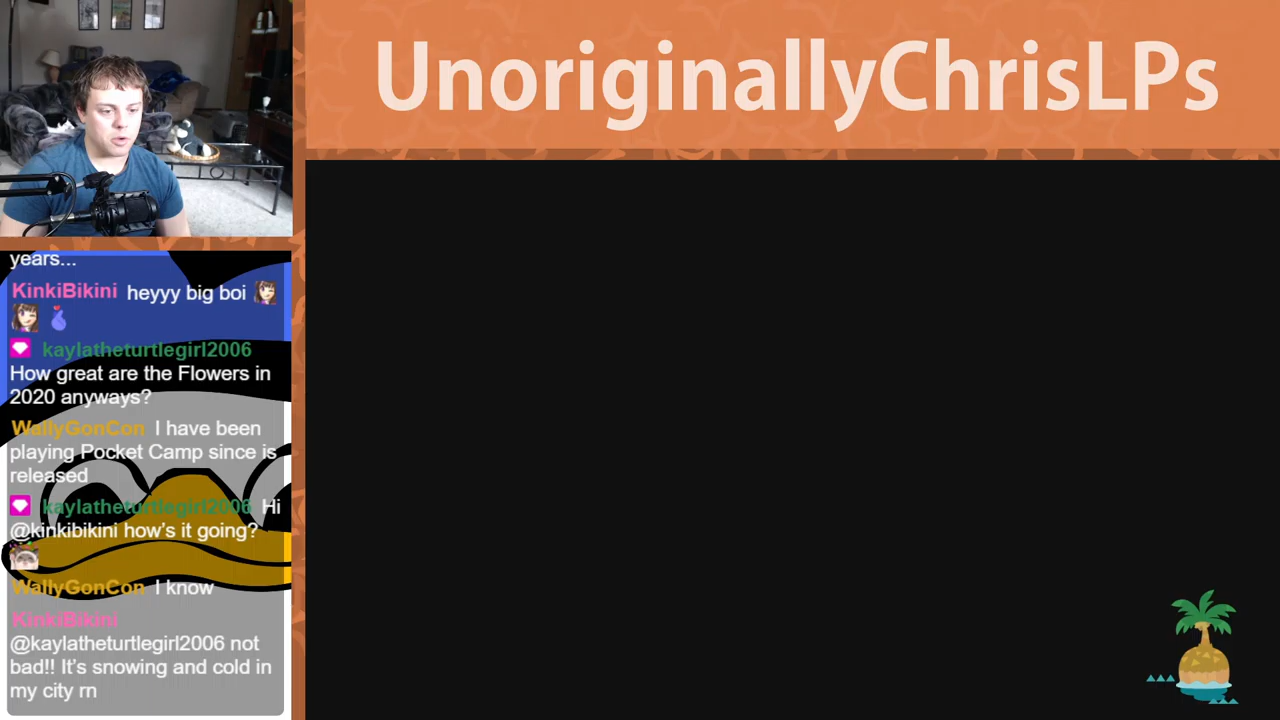 UnoriginallyChrisLPs
years...
KinkiBikini heyyy big boi
kaylatheturtlegirl2006
How great are the Flowers in
2020 anyways?
WallyGonCon I have been
playing Pocket Camp since is
released
kaylatheturtlegirl2006 Hi
@kinkibikini how's it going?
WallyGonCon I know
KinkiBikini
@kaylatheturtlegirl2006 not
bad!! It's snowing and cold in
my city rn